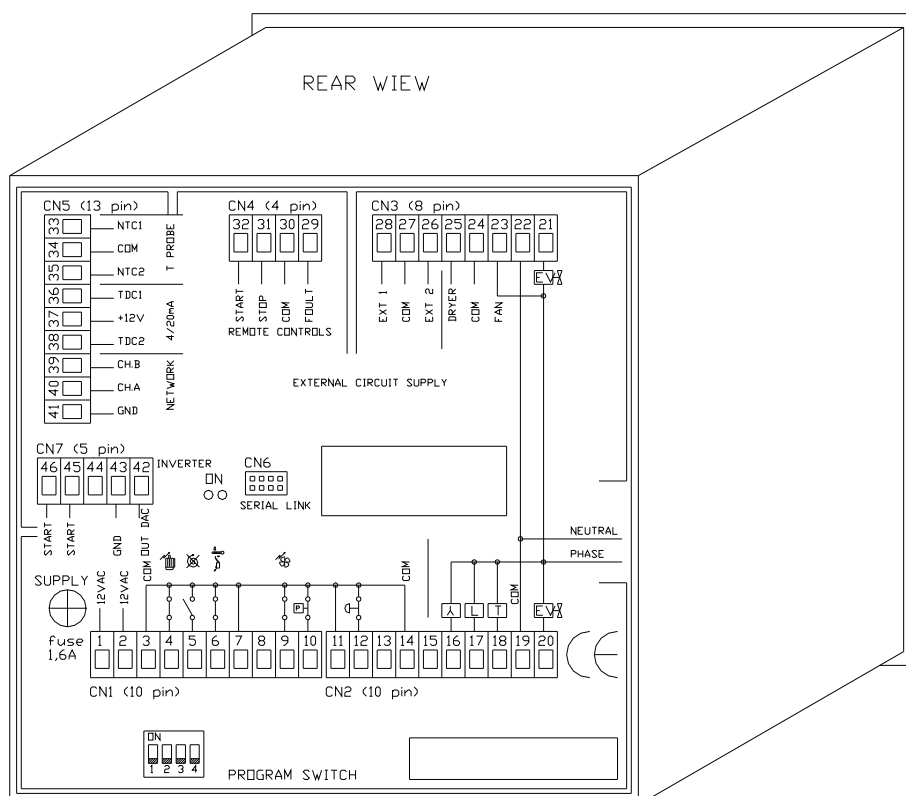 REAR WIEW
CN5 (13 pin)
33 NTC1
34 COM
35 NTC2
T PROBE
36 TDC1
37 +12V
38 TDC2
4/20mA
39 CH.B
40 CH.A
41 GND
NETWORK
CN4 (4 pin)
32 31 30 29
START STOP COM FOULT
REMOTE CONTROLS
CN3 (8 pin)
28 27 26 25 24 23 22 21
EV
EXT 1 COM EXT 2 DRYER COM FAN
EXTERNAL CIRCUIT SUPPLY
CN7 (5 pin)
46 45 44 43 42
INVERTER
START START GND OUT DAC
ON
CN6
SERIAL LINK
NEUTRAL
PHASE
SUPPLY
12VAC 12VAC COM COM COM
P L T EV
fuse
1,6A
1 2 3 4 5 6 7 8 9 10 11 12 13 14 15 16 17 18 19 20
CE
CN1 (10 pin)
CN2 (10 pin)
ON
1 2 3 4
PROGRAM SWITCH